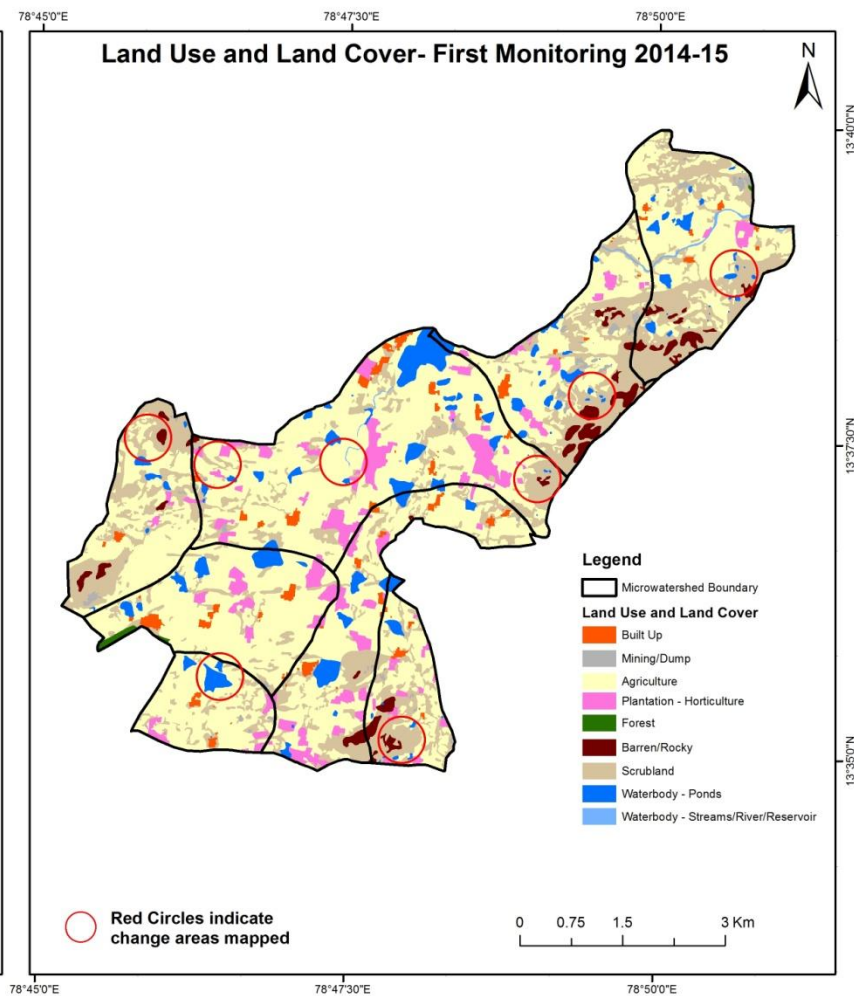 78°45'0"E
78°47'30"E
78°50'0"E
Land Use and Land Cover- First Monitoring 2014-15
N
13°40'0"N
13°37'30"N
13°35'0"N
Legend
Microwatershed Boundary
Land Use and Land Cover
Built Up
Mining/Dump
Agriculture
Plantation - Horticulture
Forest
Barren/Rocky
Scrubland
Waterbody - Ponds
Waterbody - Streams/River/Reservoir
Red Circles indicate
change areas mapped
0 0.75 1.5 3 Km
78°45'0"E
78°47'30"E
78°50'0"E